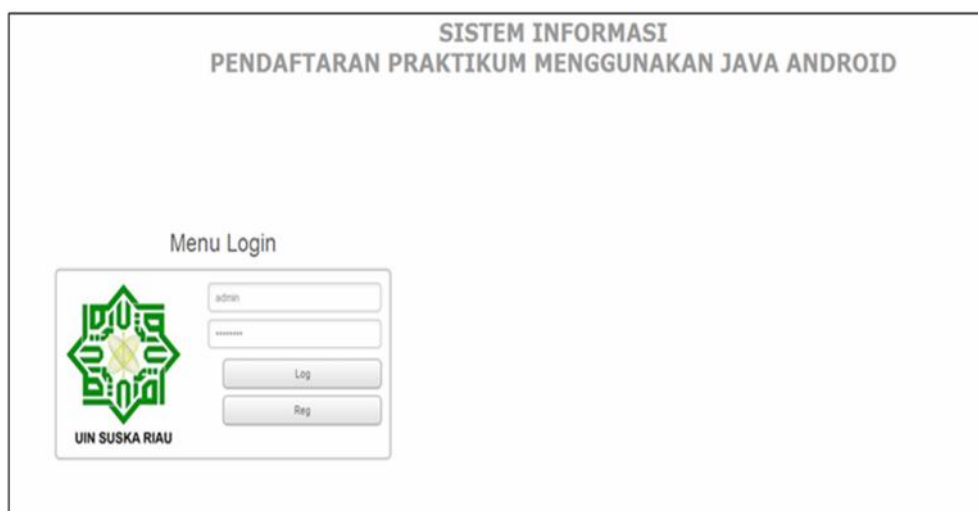 SISTEM INFORMASI
PENDAFTARAN PRAKTIKUM MENGGUNAKAN JAVA ANDROID
Menu Login
admin
••••••••
Log
Reg
UIN SUSKA RIAU